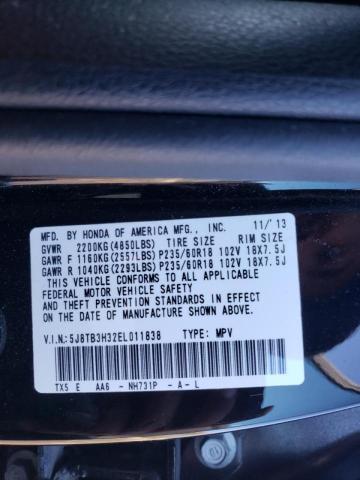 MFD. BY HONDA OF AMERICA MFG., INC. 11/'13
GVWR 2200KG(4850LBS) TIRE SIZE RIM SIZE
GAWR F 1160KG(2557LBS) P235/60R18 102V 18X7.5J
GAWR R 1040KG(2293LBS) P235/60R18 102V 18X7.5J
THIS VEHICLE CONFORMS TO ALL APPLICABLE
FEDERAL MOTOR VEHICLE SAFETY
AND THEFT PREVENTION STANDARDS IN EFFECT
ON THE DATE OF MANUFACTURE SHOWN ABOVE.
V.I.N.:5J8TB3H32EL011838 TYPE: MPV
TX5 E AA6 - NH731P - A - L